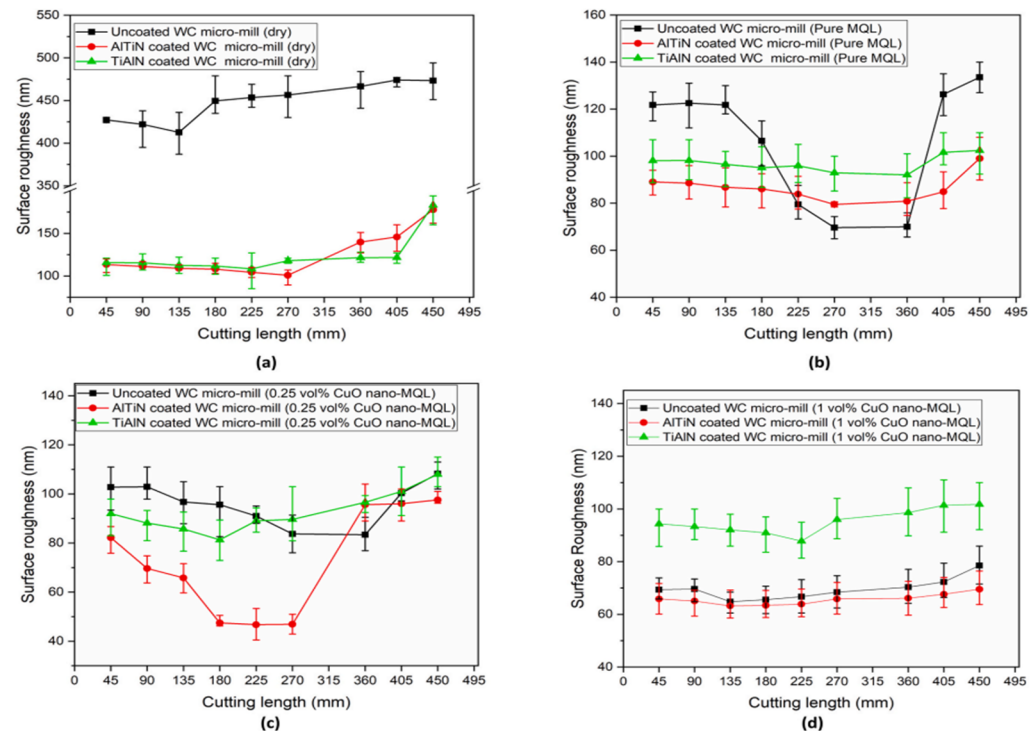 Uncoated WC micro-mill (dry)
AlTiN coated WC micro-mill (dry)
TiAlN coated WC micro-mill (dry)
550
500
450
400
350
150
100
Surface roughness (nm)
0 45 90 135 180 225 270 315 360 405 450 495
Cutting length (mm)
(a)
Uncoated WC micro-mill (Pure MQL)
AlTiN coated WC micro-mill (Pure MQL)
TiAlN coated WC micro-mill (Pure MQL)
160
140
120
100
80
60
40
Surface roughness (nm)
0 45 90 135 180 225 270 315 360 405 450 495
Cutting length (mm)
(b)
Uncoated WC micro-mill (0.25 vol% CuO nano-MQL)
AlTiN coated WC micro-mill (0.25 vol% CuO nano-MQL)
TiAlN coated WC micro-mill (0.25 vol% CuO nano-MQL)
140
120
100
80
60
40
Surface roughness (nm)
0 45 90 135 180 225 270 315 360 405 450 495
Cutting length (mm)
(c)
Uncoated WC micro-mill (1 vol% CuO nano-MQL)
AlTiN coated WC micro-mill (1 vol% CuO nano-MQL)
TiAlN coated WC micro-mill (1 vol% CuO nano-MQL)
140
120
100
80
60
40
Surface Roughness (nm)
0 45 90 135 180 225 270 315 360 405 450 495
Cutting length (mm)
(d)